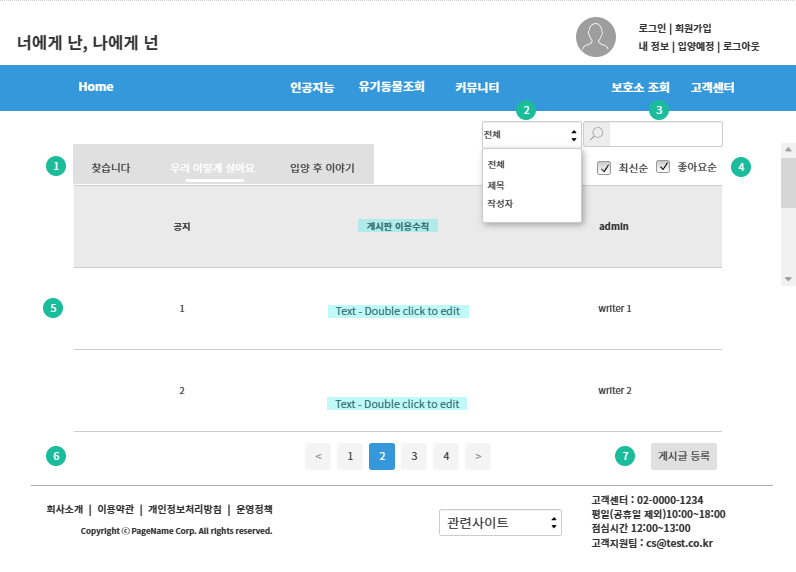 너에게 난, 나에게 넌
로그인 | 회원가입
내 정보 | 입양예정 | 로그아웃
Home 인공지능 유기동물조회 커뮤니티 보호소 조회 고객센터
2 3
전체
1 찾습니다 우리 이렇게 살아요 입양 후 이야기
전체
제목
작성자
최신순 좋아요순 4
공지 게시판 이용수칙 admin
5 1 Text - Double click to edit writer 1
2 Text - Double click to edit writer 2
6 < 1 2 3 4 > 7 게시글 등록
회사소개 | 이용약관 | 개인정보처리방침 | 운영정책
Copyright ⓒ PageName Corp. All rights reserved.
관련사이트
고객센터 : 02-0000-1234
평일(공휴일 제외)10:00~18:00
점심시간 12:00~13:00
고객지원팀 : cs@test.co.kr